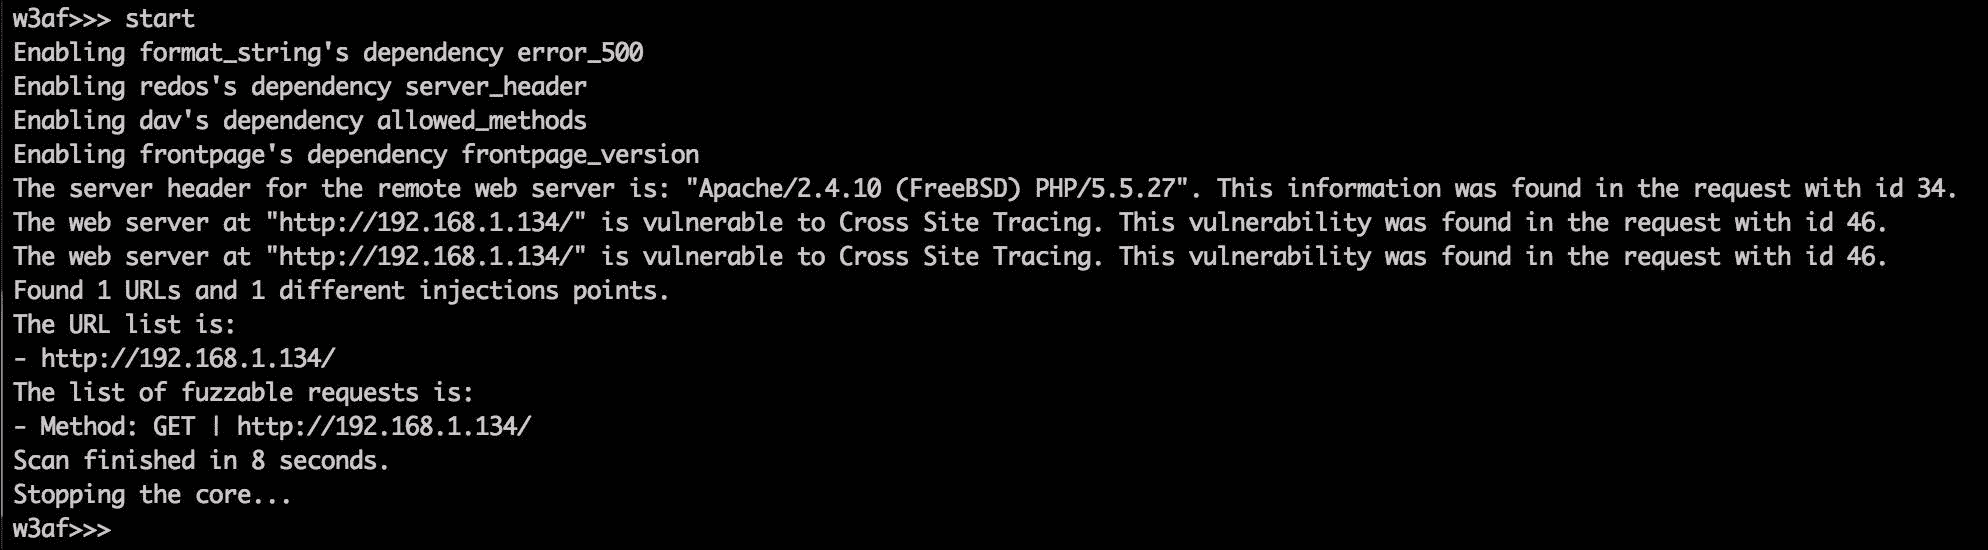 w3af>>> start
Enabling format_string's dependency error_500
Enabling redos's dependency server_header
Enabling dav's dependency allowed_methods
Enabling frontpage's dependency frontpage_version
The server header for the remote web server is: "Apache/2.4.10 (FreeBSD) PHP/5.5.27". This information was found in the request with id 34.
The web server at "http://192.168.1.134/" is vulnerable to Cross Site Tracing. This vulnerability was found in the request with id 46.
The web server at "http://192.168.1.134/" is vulnerable to Cross Site Tracing. This vulnerability was found in the request with id 46.
Found 1 URLs and 1 different injections points.
The URL list is:
- http://192.168.1.134/
The list of fuzzable requests is:
- Method: GET | http://192.168.1.134/
Scan finished in 8 seconds.
Stopping the core...
w3af>>>